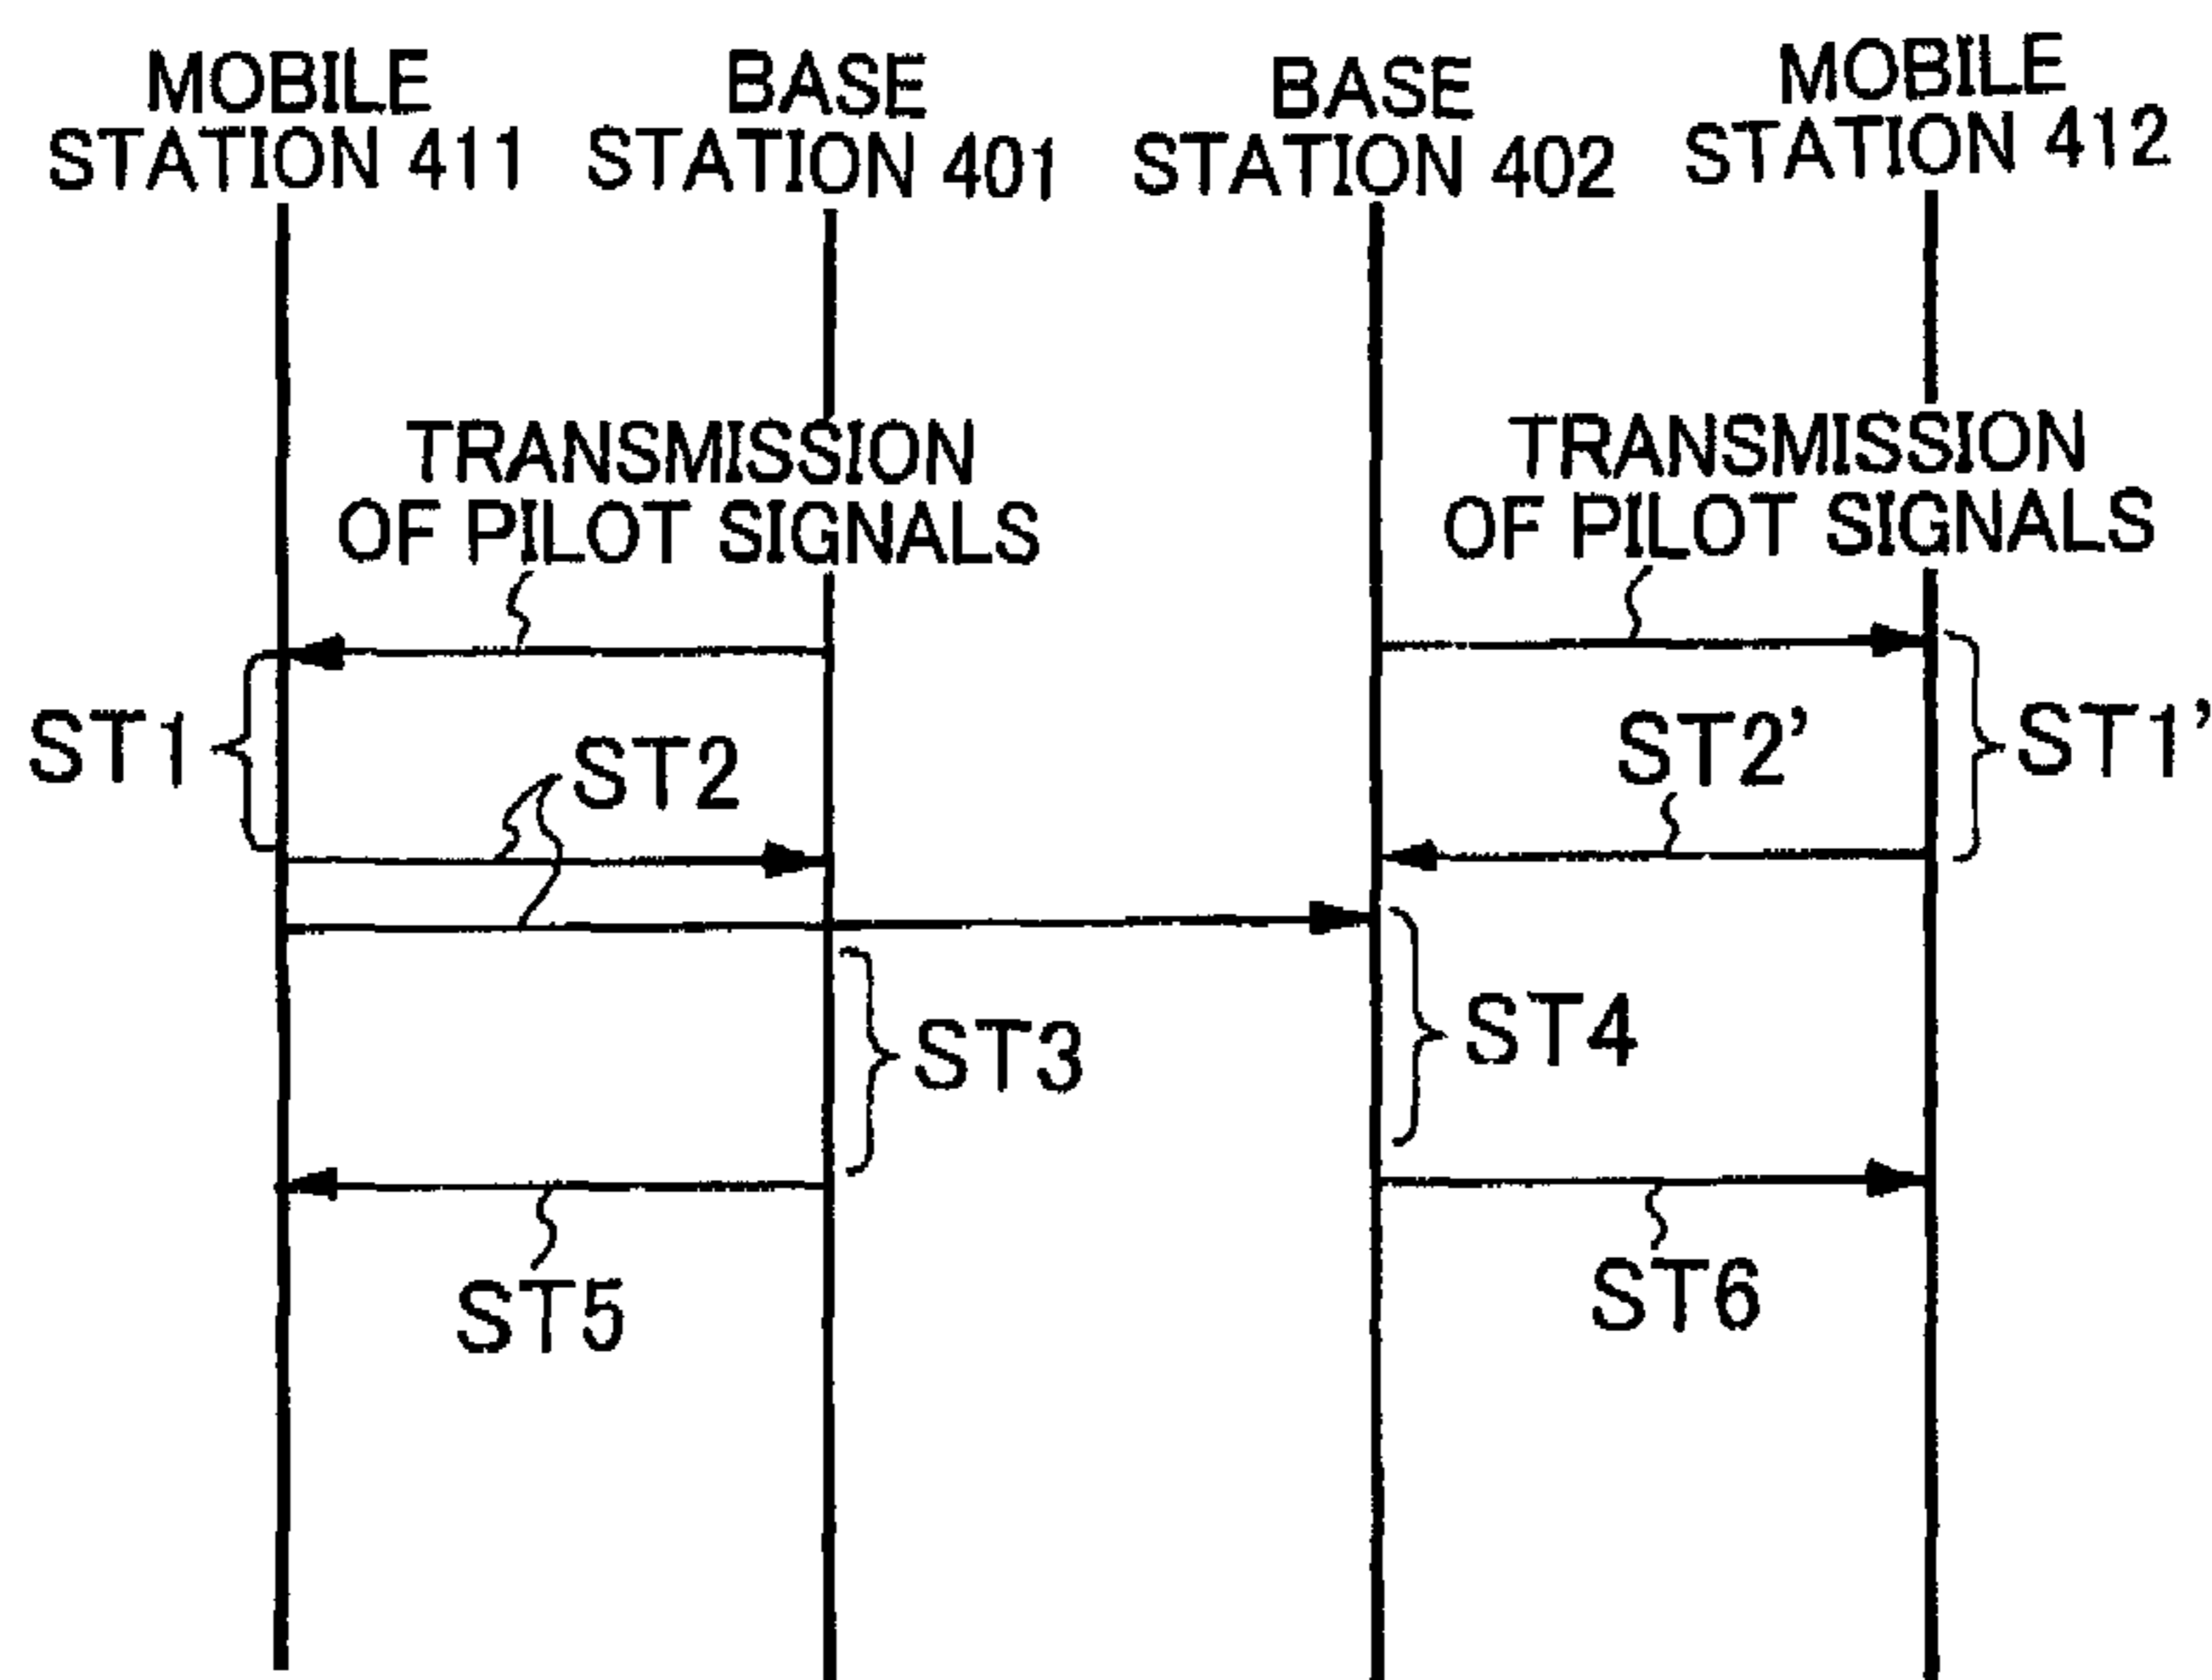 MOBILE
STATION 411
BASE
STATION 401
BASE
STATION 402
MOBILE
STATION 412
TRANSMISSION
OF PILOT SIGNALS
TRANSMISSION
OF PILOT SIGNALS
ST1
ST2
ST2'
ST1'
ST3
ST4
ST5
ST6